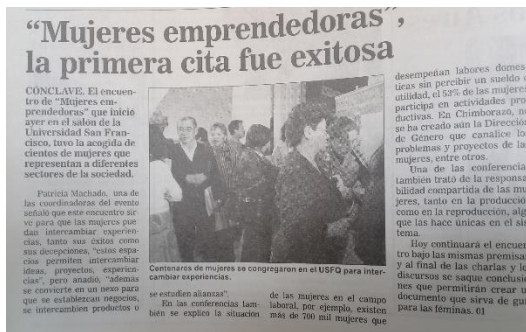 “Mujeres emprendedoras”,
la primera cita fue exitosa
CÓNCLAVE. El encuen-
tro de “Mujeres em-
prendedoras” que inició
ayer en el salón de la
Universidad San Fran-
cisco, tuvo la acogida de
cientos de mujeres que
representan a diferentes
sectores de la sociedad.
Patricia Machado, una de
las coordinadoras del evento
señaló que este encuentro sir-
ve para que las mujeres pue-
dan intercambiar experien-
cias, tanto sus éxitos como
sus decepciones, “estos espa-
cios permiten intercambiar
ideas, proyectos, experien-
cias”, pero anadió, “además
se convierte en un nexo para
que se establezcan negocios,
se intercambien productos o
Centenares de mujeres se congregaron en el USFQ para inter-
cambiar experiencias.
se estudien alianzas”.
En las conferencias tam-
bién se explicó la situación
de las mujeres en el campo
laboral, por ejemplo, existen
más de 700 mil mujeres que
desempeñan labores domés-
ticas sin percibir un sueldo
utilidad, el 53% de las mujeres
participa en actividades pro-
ductivas. En Chimborazo, no
se ha creado aún la Dirección
de Género que canalice lo
problemas y proyectos de la
mujeres, entre otros.
Una de las conferencia
también trató de la responsa-
bilidad compartida de las mu-
jeres, tanto en la producción
como en la reproducción, alg
que las hace únicas en el sis
tema.
Hoy continuará el encuen
tro bajo las mismas premisas
y al final de las charlas y lo
discursos se saque conclusio
nes que permitirán crear u
documento que sirva de guí
para las féminas. 01